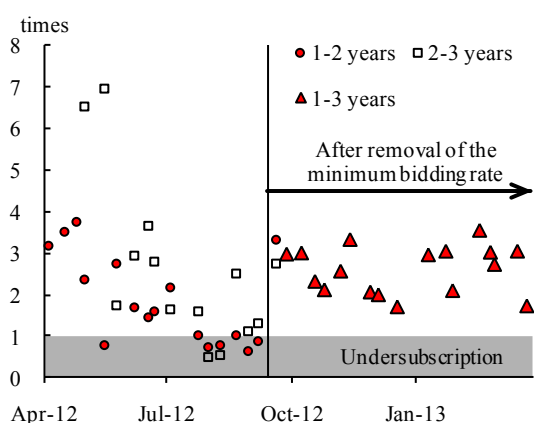 times
8
1-2 years 2-3 years
7
1-3 years
6
5
After removal of the
minimum bidding rate
4
3
2
1
Undersubscription
0
Apr-12 Jul-12 Oct-12 Jan-13